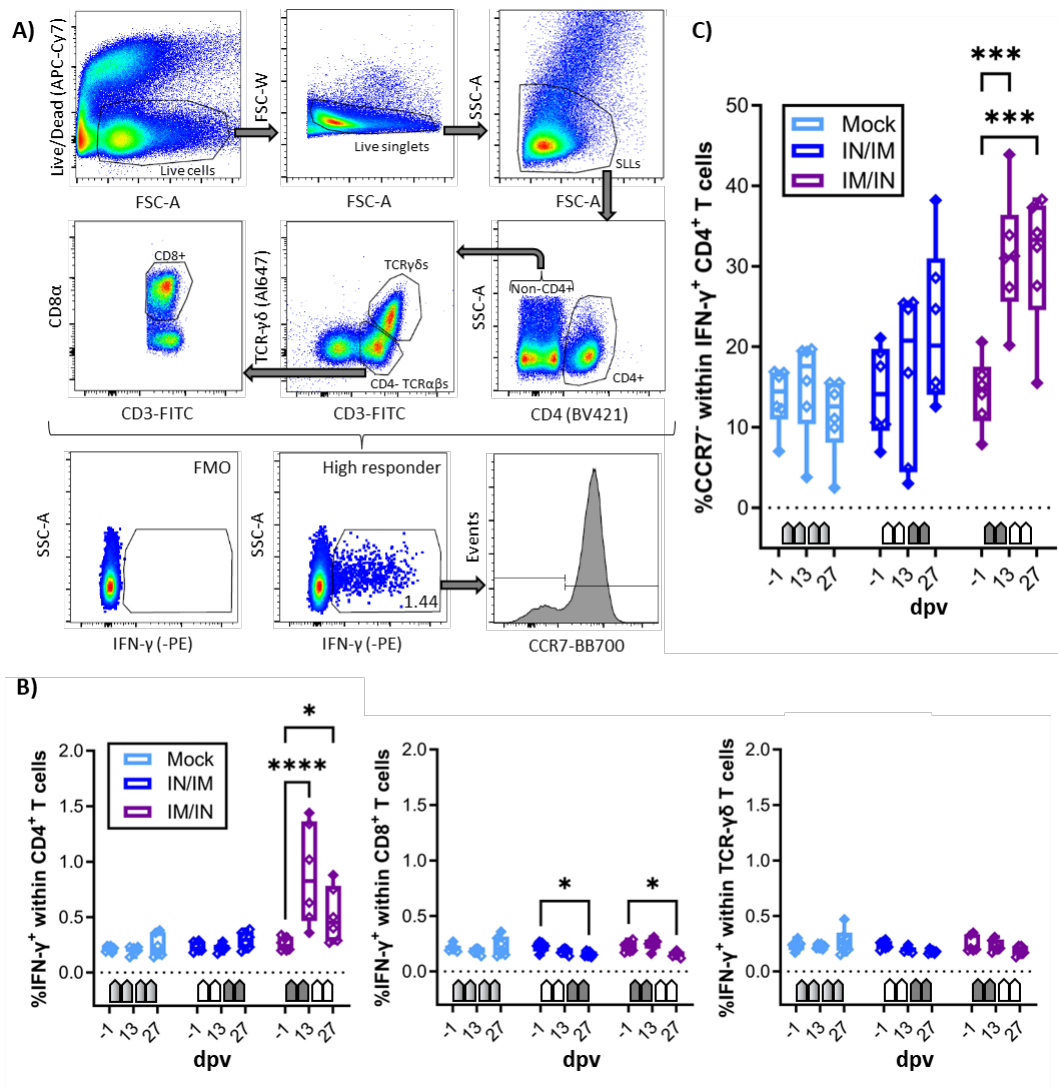 A)
Live/Dead (APC-Cy7)
Live cells
FSC-A
FSC-W
Live singlets
FSC-A
SSC-A
SLLs
FSC-A
CD8α
CD8+
CD3-FITC
TCR-γδ (Al647)
TCRγδs
CD4- TCRαβs
CD3-FITC
SSC-A
Non-CD4+
CD4+
CD4 (BV421)
SSC-A
FMO
IFN-γ (-PE)
SSC-A
High responder
1.44
IFN-γ (-PE)
Events
CCR7-BB700
C)
%CCR7⁻ within IFN-γ⁺ CD4⁺ T cells
50
40
30
20
10
0
Mock
IN/IM
IM/IN
***
***
-1 13 27 -1 13 27 -1 13 27
dpv
B)
%IFN-γ⁺ within CD4⁺ T cells
2.0
1.5
1.0
0.5
0.0
Mock
IN/IM
IM/IN
*
****
-1 13 27 -1 13 27 -1 13 27
dpv
%IFN-γ⁺ within CD8⁺ T cells
2.0
1.5
1.0
0.5
0.0
*
*
-1 13 27 -1 13 27 -1 13 27
dpv
%IFN-γ⁺ within TCR-γδ T cells
2.0
1.5
1.0
0.5
0.0
-1 13 27 -1 13 27 -1 13 27
dpv